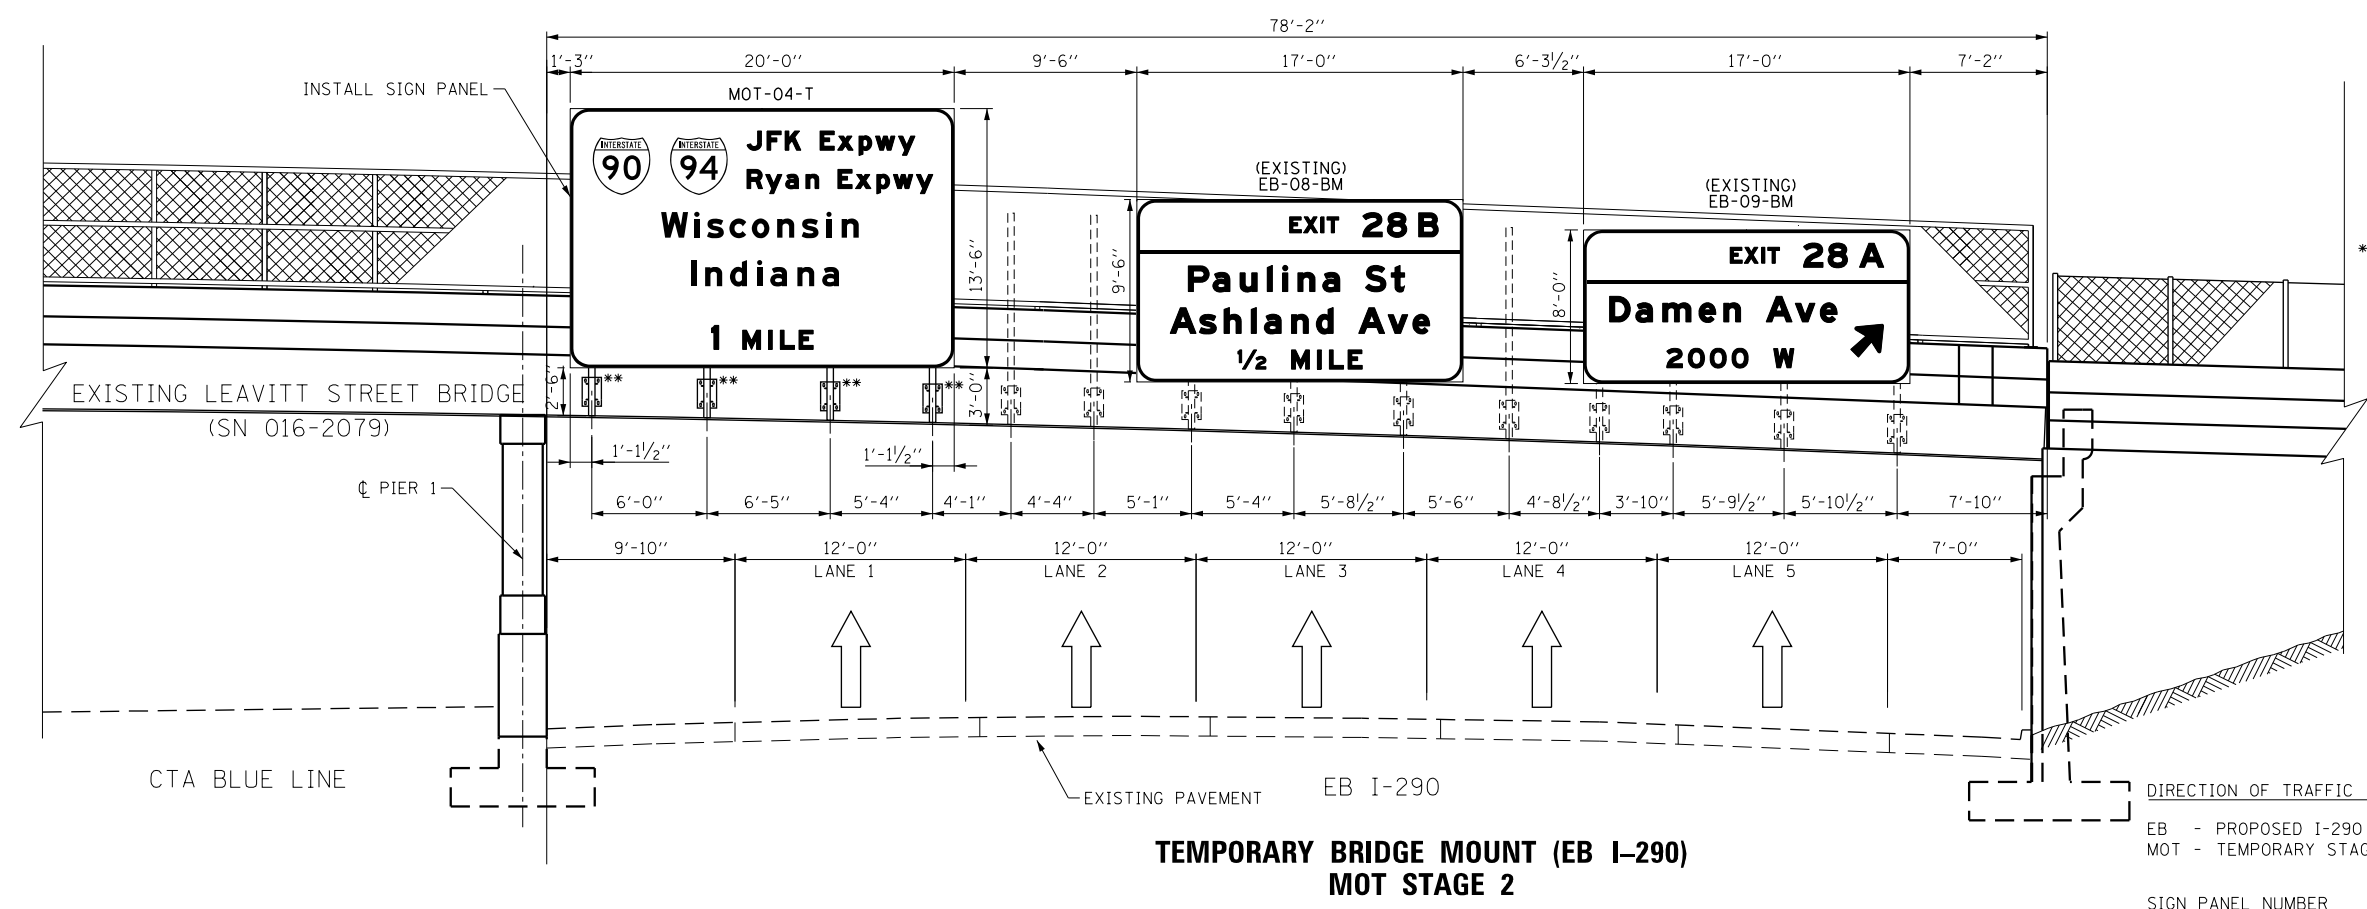 78'-2"
1'-3" 20'-0" 9'-6" 17'-0" 6'-3½" 17'-0" 7'-2"
INSTALL SIGN PANEL
MOT-04-T
INTERSTATE 90 INTERSTATE 94 JFK Expwy
Ryan Expwy
Wisconsin
Indiana
1 MILE
13'-6"
(EXISTING)
EB-08-BM
9'-6"
EXIT 28 B
Paulina St
Ashland Ave
½ MILE
(EXISTING)
EB-09-BM
8'-0"
EXIT 28 A
Damen Ave
2000 W
*
** ** ** **
2'-6"
3'-0"
EXISTING LEAVITT STREET BRIDGE
(SN 016-2079)
1'-1½" 1'-1½"
℄ PIER 1
6'-0" 6'-5" 5'-4" 4'-1" 4'-4" 5'-1" 5'-4" 5'-8½" 5'-6" 4'-8½" 3'-10" 5'-9½" 5'-10½" 7'-10"
9'-10" 12'-0" 12'-0" 12'-0" 12'-0" 12'-0" 7'-0"
LANE 1 LANE 2 LANE 3 LANE 4 LANE 5
CTA BLUE LINE
EXISTING PAVEMENT
EB I-290
TEMPORARY BRIDGE MOUNT (EB I-290)
MOT STAGE 2
DIRECTION OF TRAFFIC
EB - PROPOSED I-290
MOT - TEMPORARY STAG
SIGN PANEL NUMBER